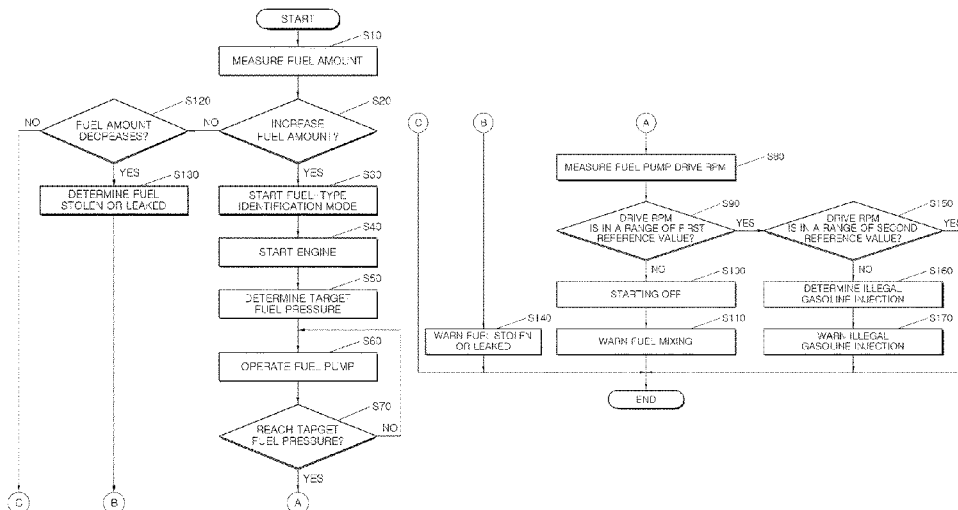 START
S10
MEASURE FUEL AMOUNT
S120
S20
NO
FUEL AMOUNT
DECREASES?
NO
INCREASE
FUEL AMOUNT?
YES
S130
YES
S30
DETERMINE FUEL
STOLEN OR LEAKED
START FUEL-TYPE
IDENTIFICATION MODE
S40
START ENGINE
S50
DETERMINE TARGET
FUEL PRESSURE
S60
OPERATE FUEL PUMP
S70
REACH TARGET
FUEL PRESSURE?
NO
YES
C
B
A
C
B
A
S80
MEASURE FUEL PUMP DRIVE RPM
S90
S150
DRIVE RPM
IS IN A RANGE OF FIRST
REFERENCE VALUE?
YES
DRIVE RPM
IS IN A RANGE OF SECOND
REFERENCE VALUE?
YES
NO
S100
NO
S160
STARTING OFF
DETERMINE ILLEGAL
GASOLINE INJECTION
S140
S110
S170
WARN FUEL STOLEN
OR LEAKED
WARN FUEL MIXING
WARN ILLEGAL
GASOLINE INJECTION
END